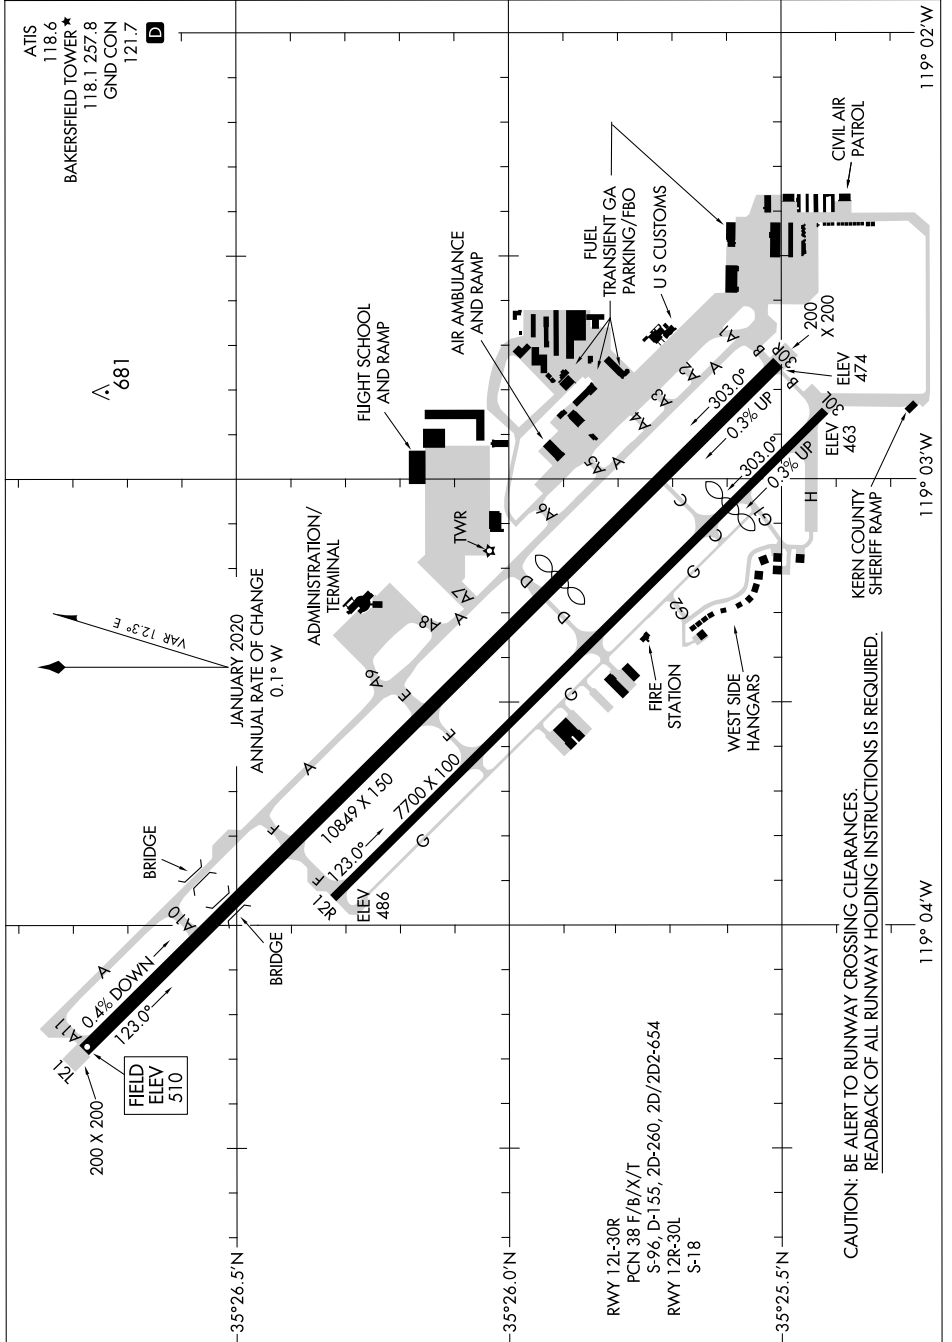 ATIS
118.6
BAKERSFIELD TOWER★
118.1 257.8
GND CON
121.7
D
119° 02'W
119° 03'W
119° 04'W
35°26.5'N
35°26.0'N
35°25.5'N
681
VAR 12.3° E
JANUARY 2020
ANNUAL RATE OF CHANGE
0.1° W
FLIGHT SCHOOL
AND RAMP
AIR AMBULANCE
AND RAMP
FUEL
TRANSIENT GA
PARKING/FBO
U S CUSTOMS
CIVIL AIR
PATROL
ADMINISTRATION/
TERMINAL
TWR
BRIDGE
BRIDGE
FIRE
STATION
WEST SIDE
HANGARS
KERN COUNTY
SHERIFF RAMP
12L
200 X 200
FIELD
ELEV
510
0.4% DOWN
123.0°
10849 X 150
303.0°
0.3% UP
30R
ELEV
474
200
X 200
12R
ELEV
486
123.0°
7700 X 100
303.0°
0.3% UP
30L
ELEV
463
A11
A
A10
F
A
A9
A8
A
A7
A6
A5
A
A4
A3
A2
A
A1
B
B
C
C
D
D
E
E
F
G
G
G
G1
G2
H
RWY 12L-30R
PCN 38 F/B/X/T
S-96, D-155, 2D-260, 2D/2D2-654
RWY 12R-30L
S-18
CAUTION: BE ALERT TO RUNWAY CROSSING CLEARANCES.
READBACK OF ALL RUNWAY HOLDING INSTRUCTIONS IS REQUIRED.